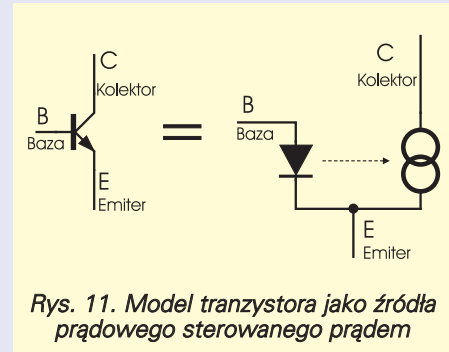 C
Kolektor
B
Baza
E
Emiter
=
C
Kolektor
B
Baza
E
Emiter
Rys. 11. Model tranzystora jako źródła
prądowego sterowanego prądem